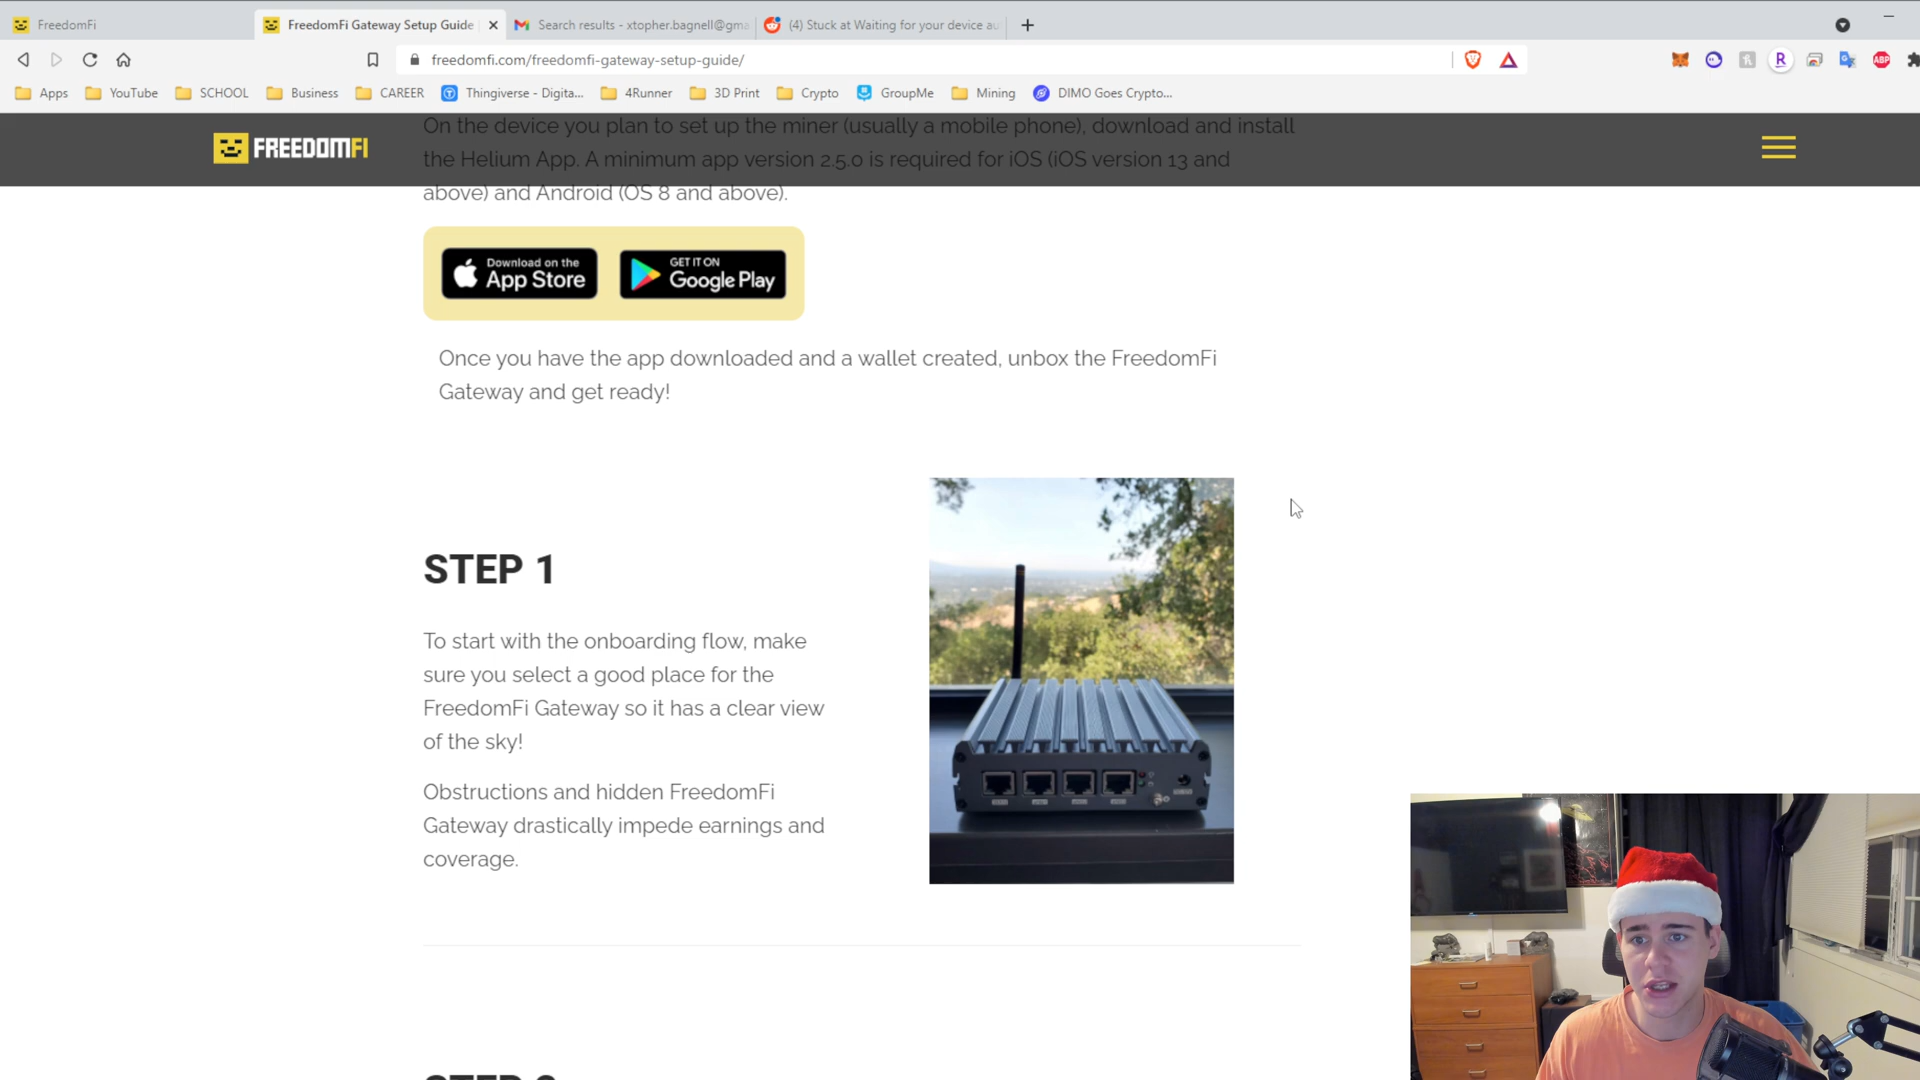 FreedomFi
FreedomFi Gateway Setup Guide
Search results - xtopher.bagnell@gma
(4) Stuck at Waiting for your device au
freedomfi.com/freedomfi-gateway-setup-guide/
R
ABP
Apps
YouTube
SCHOOL
Business
CAREER
Thingiverse - Digita...
4Runner
3D Print
Crypto
GroupMe
Mining
DIMO Goes Crypto...
FREEDOMFI
On the device you plan to set up the miner (usually a mobile phone), download and install
the Helium App. A minimum app version 2.5.0 is required for iOS (iOS version 13 and
above) and Android (OS 8 and above).
Download on the
App Store
GET IT ON
Google Play
Once you have the app downloaded and a wallet created, unbox the FreedomFi
Gateway and get ready!
STEP 1
To start with the onboarding flow, make
sure you select a good place for the
FreedomFi Gateway so it has a clear view
of the sky!
Obstructions and hidden FreedomFi
Gateway drastically impede earnings and
coverage.